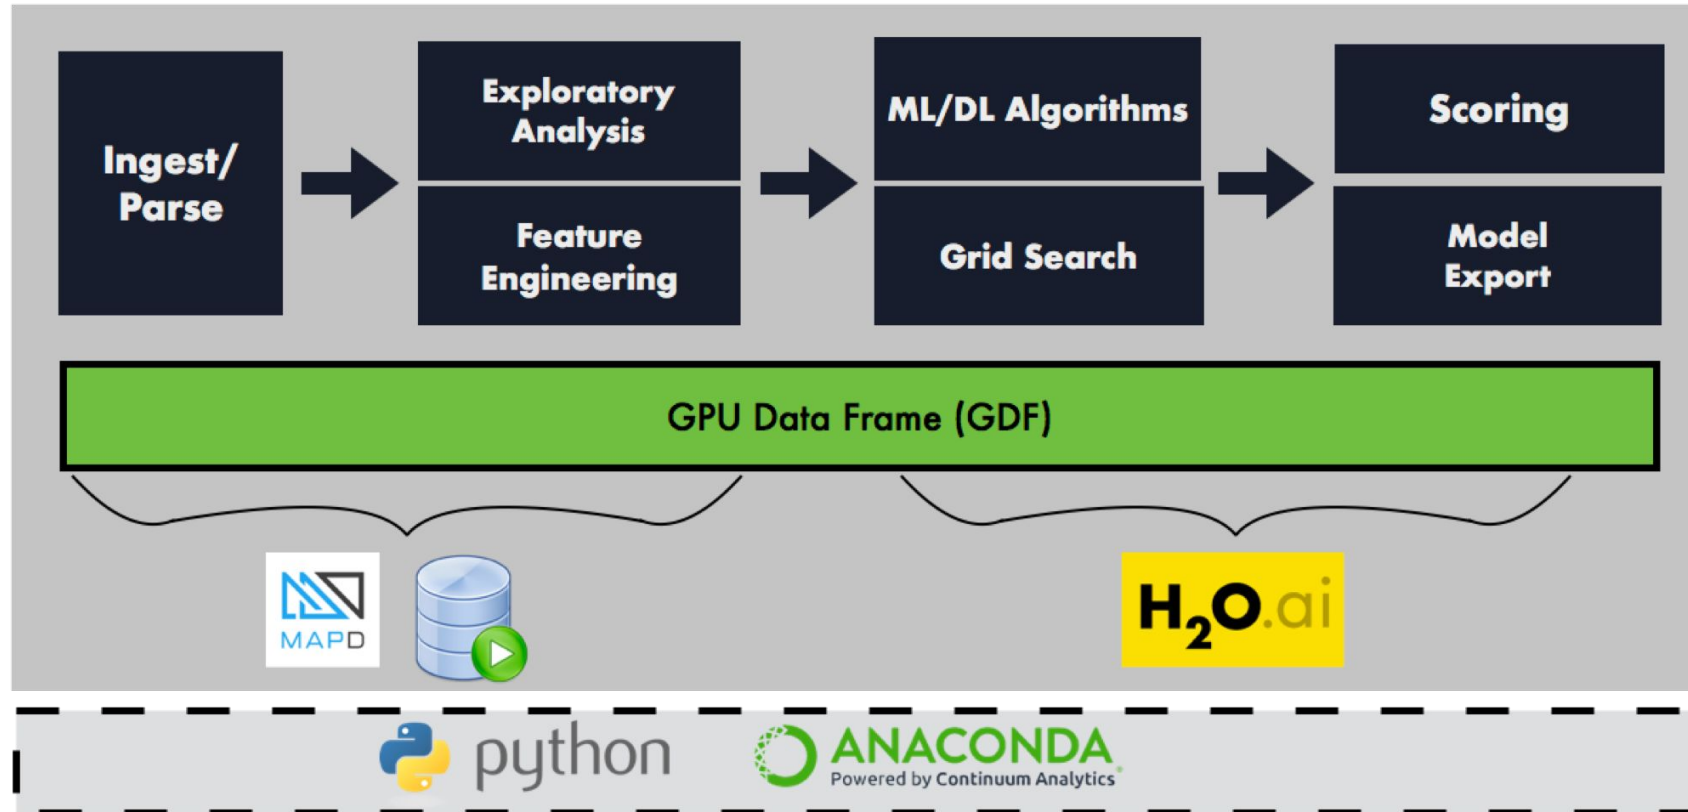 Ingest/
Parse
Exploratory
Analysis
Feature
Engineering
ML/DL Algorithms
Grid Search
Scoring
Model
Export
GPU Data Frame (GDF)
MAPD
H₂O.ai
python
ANACONDA
Powered by Continuum Analytics